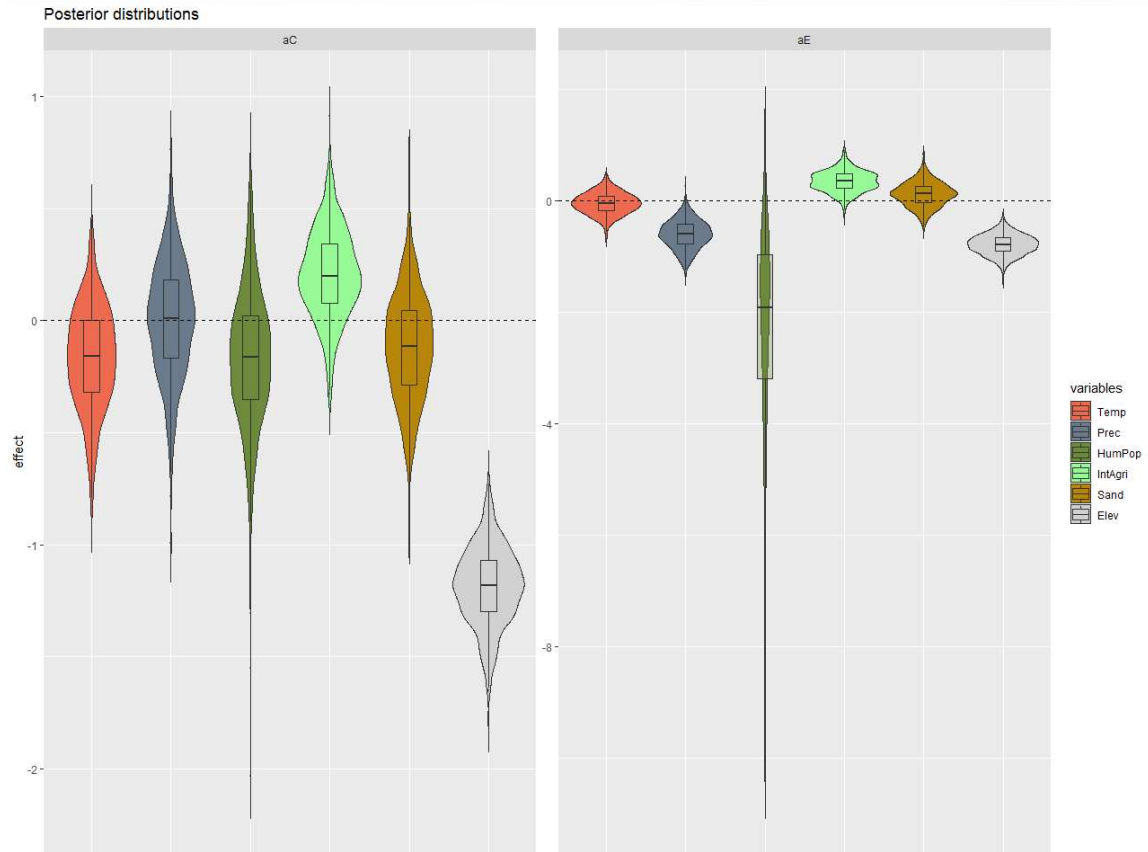 Posterior distributions
aC
aE
effect
1
0
-1
-2
0
-4
-8
variables
Temp
Prec
HumPop
IntAgri
Sand
Elev